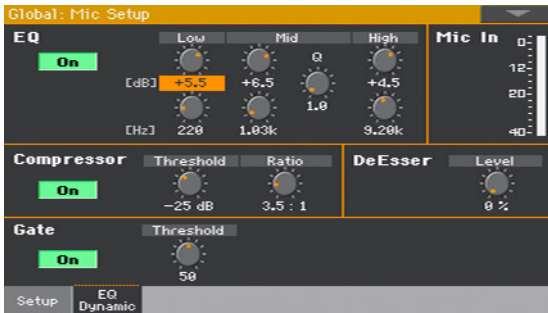 Global: Mic Setup
EQ Low Mid High Mic In
On
Q
0
12
20
40
[dB] +5.5 +6.5 1.0 +4.5
[Hz] 220 1.03k 9.20k
Compressor Threshold Ratio DeEsser Level
On
-25 dB 3.5 : 1 0 %
Gate Threshold
On
50
Setup EQ
Dynamic